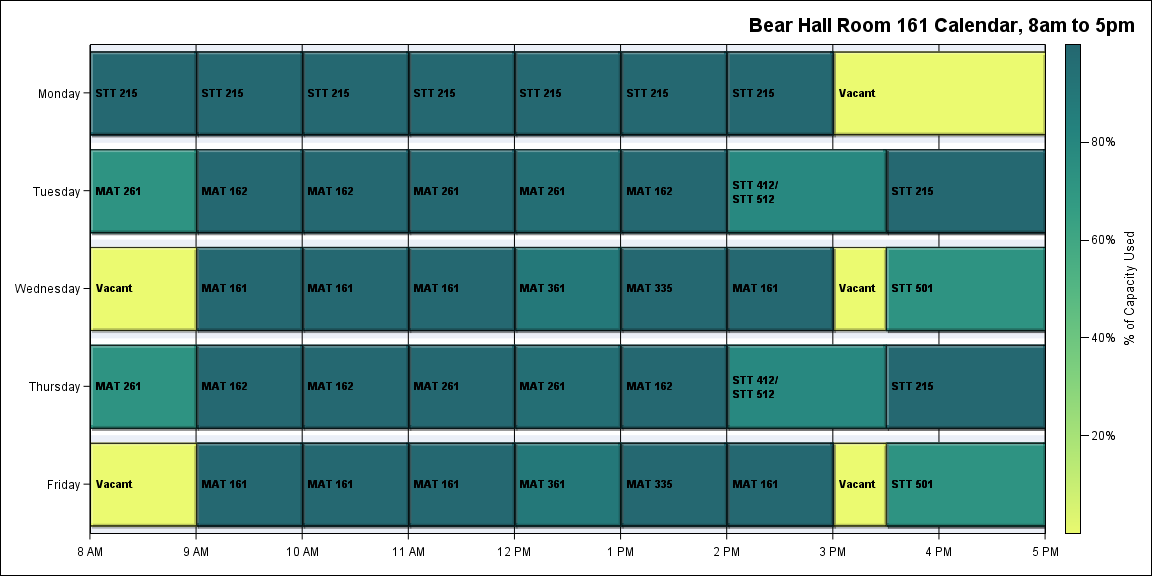 Bear Hall Room 161 Calendar, 8am to 5pm
Monday
STT 215
STT 215
STT 215
STT 215
STT 215
STT 215
STT 215
Vacant
Tuesday
MAT 261
MAT 162
MAT 162
MAT 261
MAT 261
MAT 162
STT 412/
STT 512
STT 215
Wednesday
Vacant
MAT 161
MAT 161
MAT 161
MAT 361
MAT 335
MAT 161
Vacant
STT 501
Thursday
MAT 261
MAT 162
MAT 162
MAT 261
MAT 261
MAT 162
STT 412/
STT 512
STT 215
Friday
Vacant
MAT 161
MAT 161
MAT 161
MAT 361
MAT 335
MAT 161
Vacant
STT 501
8 AM
9 AM
10 AM
11 AM
12 PM
1 PM
2 PM
3 PM
4 PM
5 PM
80%
60%
40%
20%
% of Capacity Used